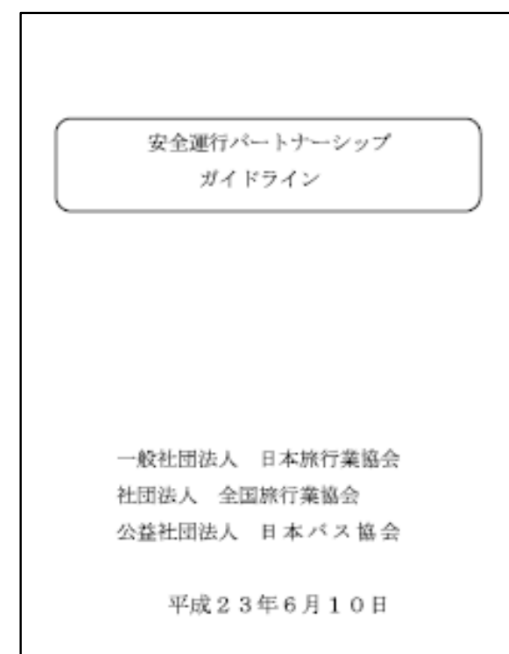 安全運行パートナーシップ
ガイドライン
一般社団法人　日本旅行業協会
社団法人　全国旅行業協会
公益社団法人　日本バス協会
平成２３年６月１０日